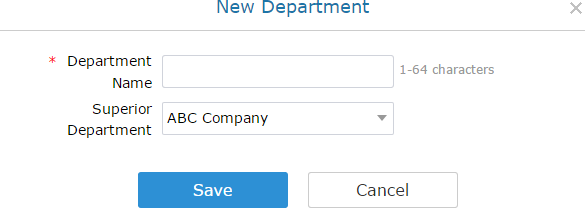 New Department
* Department
Name
1-64 characters
Superior
Department
ABC Company
Save
Cancel